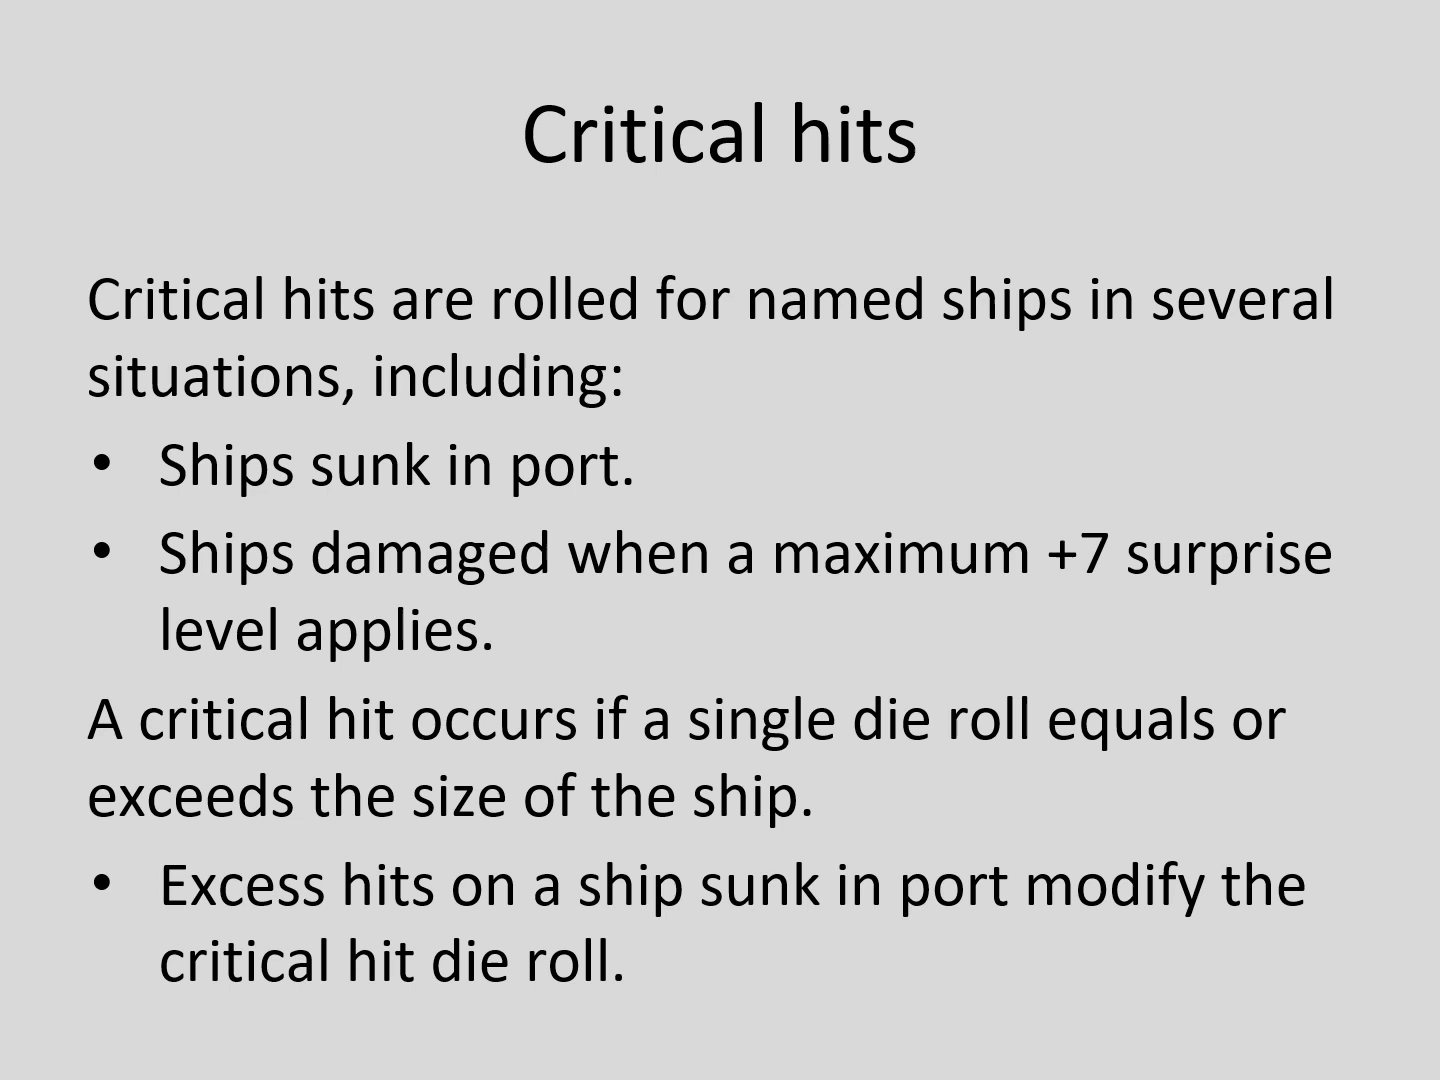 Critical hits
Critical hits are rolled for named ships in several
situations, including:
• Ships sunk in port.
• Ships damaged when a maximum +7 surprise
level applies.
A critical hit occurs if a single die roll equals or
exceeds the size of the ship.
• Excess hits on a ship sunk in port modify the
critical hit die roll.